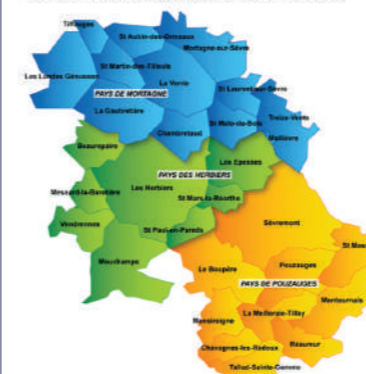 Tiffauges
St Aubin-des-Ormeaux
Mortagne-sur-Sèvre
Les Landes Génusson
St Martin-des-Tilleuls
La Verrie
St Laurent-sur-Sèvre
PAYS DE MORTAGNE
La Gaubretière
St Malo-du-Bois
Treize-Vents
Chambretaud
Mallièvre
Beaurepaire
Les Epesses
PAYS DES HERBIERS
Mesnard-la-Barotière
Les Herbiers
St Mars-la-Réorthe
Vendrennes
St Paul-en-Pareds
Sèvremont
Mouchamps
St Mes
Le Boupère
Pouzauges
PAYS DE POUZAUGES
Montournais
La Meilleraie-Tillay
Monsireigne
Réaumur
Chavagnes-les-Redoux
Tallud-Sainte-Gemme